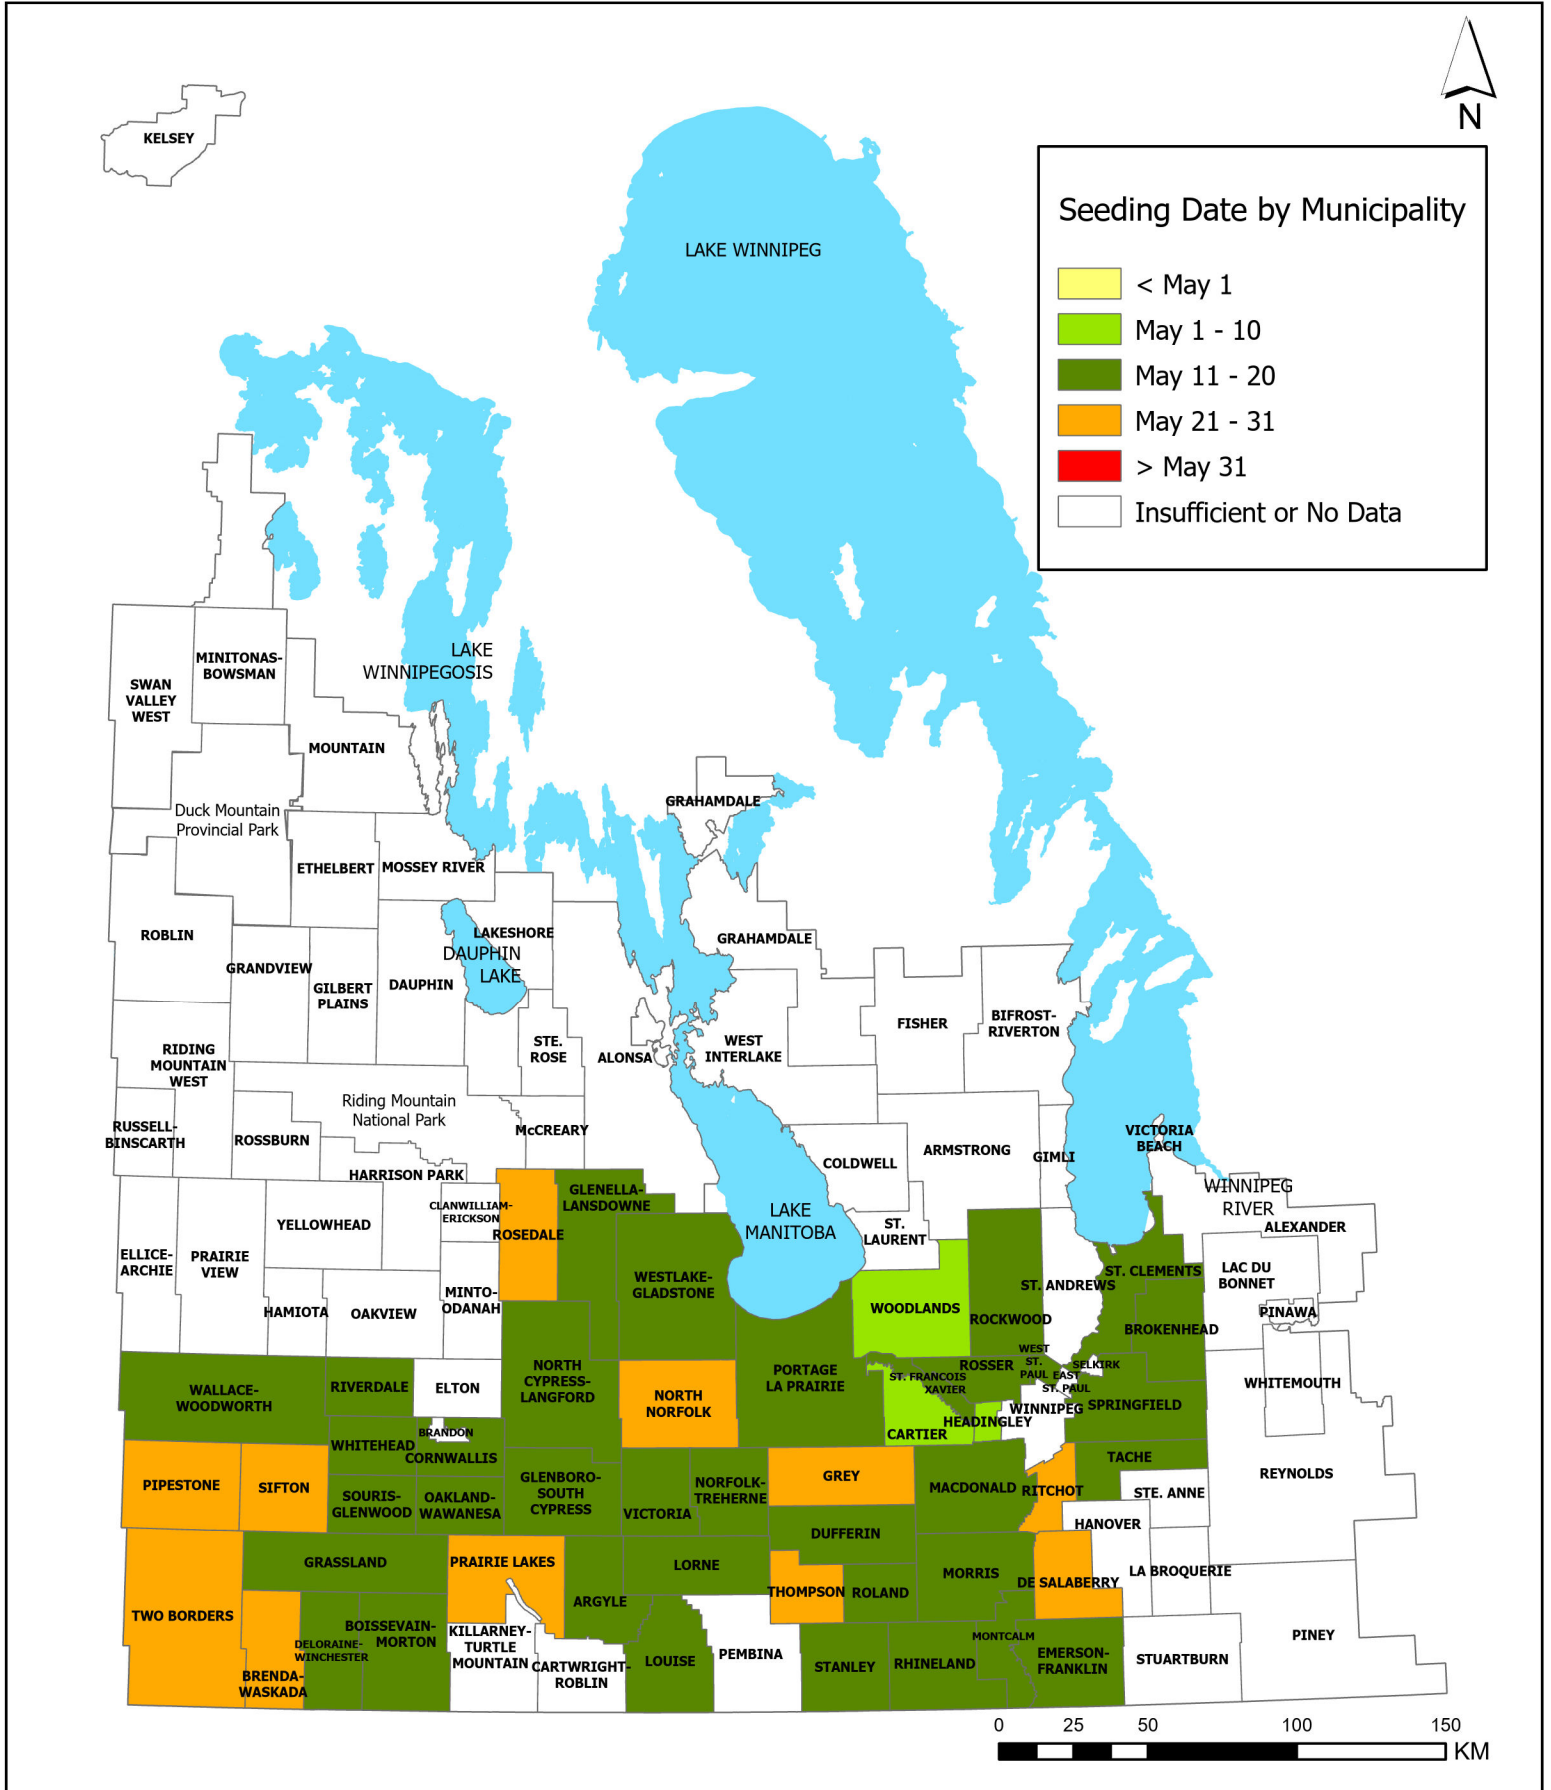 N
KELSEY
Seeding Date by Municipality
< May 1
May 1 - 10
May 11 - 20
May 21 - 31
> May 31
Insufficient or No Data
LAKE WINNIPEG
LAKE
WINNIPEGOSIS
MINITONAS-
BOWSMAN
SWAN
VALLEY
WEST
MOUNTAIN
Duck Mountain
Provincial Park
GRAHAMDALE
ETHELBERT
MOSSEY RIVER
ROBLIN
LAKESHORE
DAUPHIN
LAKE
GRAHAMDALE
GRANDVIEW
GILBERT
PLAINS
DAUPHIN
FISHER
BIFROST-
RIVERTON
RIDING
MOUNTAIN
WEST
STE.
ROSE
ALONSA
WEST
INTERLAKE
Riding Mountain
National Park
RUSSELL-
BINSCARTH
ROSSBURN
McCREARY
VICTORIA
BEACH
ARMSTRONG
GIMLI
COLDWELL
HARRISON PARK
GLENELLA-
LANSDOWNE
WINNIPEG
RIVER
CLANWILLIAM-
ERICKSON
YELLOWHEAD
ROSEDALE
LAKE
MANITOBA
ST.
LAURENT
ALEXANDER
ELLICE-
ARCHIE
PRAIRIE
VIEW
WESTLAKE-
GLADSTONE
ST. CLEMENTS
LAC DU
BONNET
ST. ANDREWS
HAMIOTA
OAKVIEW
MINTO-
ODANAH
WOODLANDS
ROCKWOOD
BROKENHEAD
PINAWA
WALLACE-
WOODWORTH
RIVERDALE
ELTON
NORTH
CYPRESS-
LANGFORD
NORTH
NORFOLK
PORTAGE
LA PRAIRIE
ST. FRANCOIS
XAVIER
ROSSER
WEST
ST.
PAUL
EAST
ST. PAUL
SELKIRK
WHITEMOUTH
WINNIPEG
SPRINGFIELD
HEADINGLEY
CARTIER
BRANDON
WHITEHEAD
CORNWALLIS
TACHE
PIPESTONE
SIFTON
GLENBORO-
SOUTH
CYPRESS
NORFOLK-
TREHERNE
GREY
MACDONALD
RITCHOT
STE. ANNE
REYNOLDS
SOURIS-
GLENWOOD
OAKLAND-
WAWANESA
VICTORIA
DUFFERIN
HANOVER
GRASSLAND
PRAIRIE LAKES
LORNE
MORRIS
DE SALABERRY
LA BROQUERIE
THOMPSON
ROLAND
ARGYLE
TWO BORDERS
BOISSEVAIN-
MORTON
DELORAINE-
WINCHESTER
KILLARNEY-
TURTLE
MOUNTAIN
MONTCALM
PINEY
BRENDA-
WASKADA
CARTWRIGHT-
ROBLIN
LOUISE
PEMBINA
STANLEY
RHINELAND
EMERSON-
FRANKLIN
STUARTBURN
0 25 50 100 150
KM